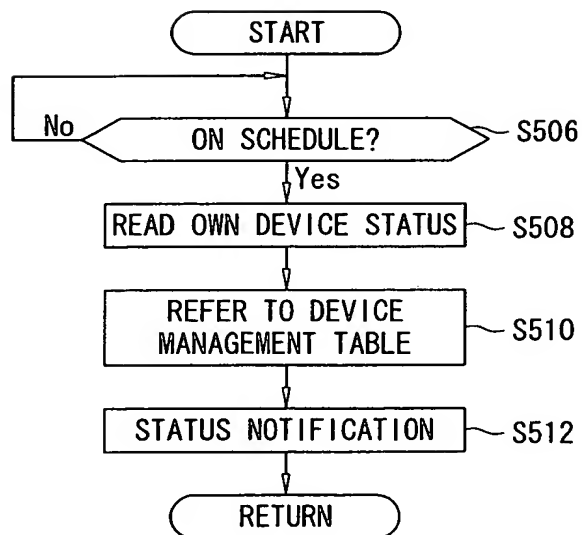 START
No
ON SCHEDULE?
S506
Yes
READ OWN DEVICE STATUS
S508
REFER TO DEVICE
MANAGEMENT TABLE
S510
STATUS NOTIFICATION
S512
RETURN